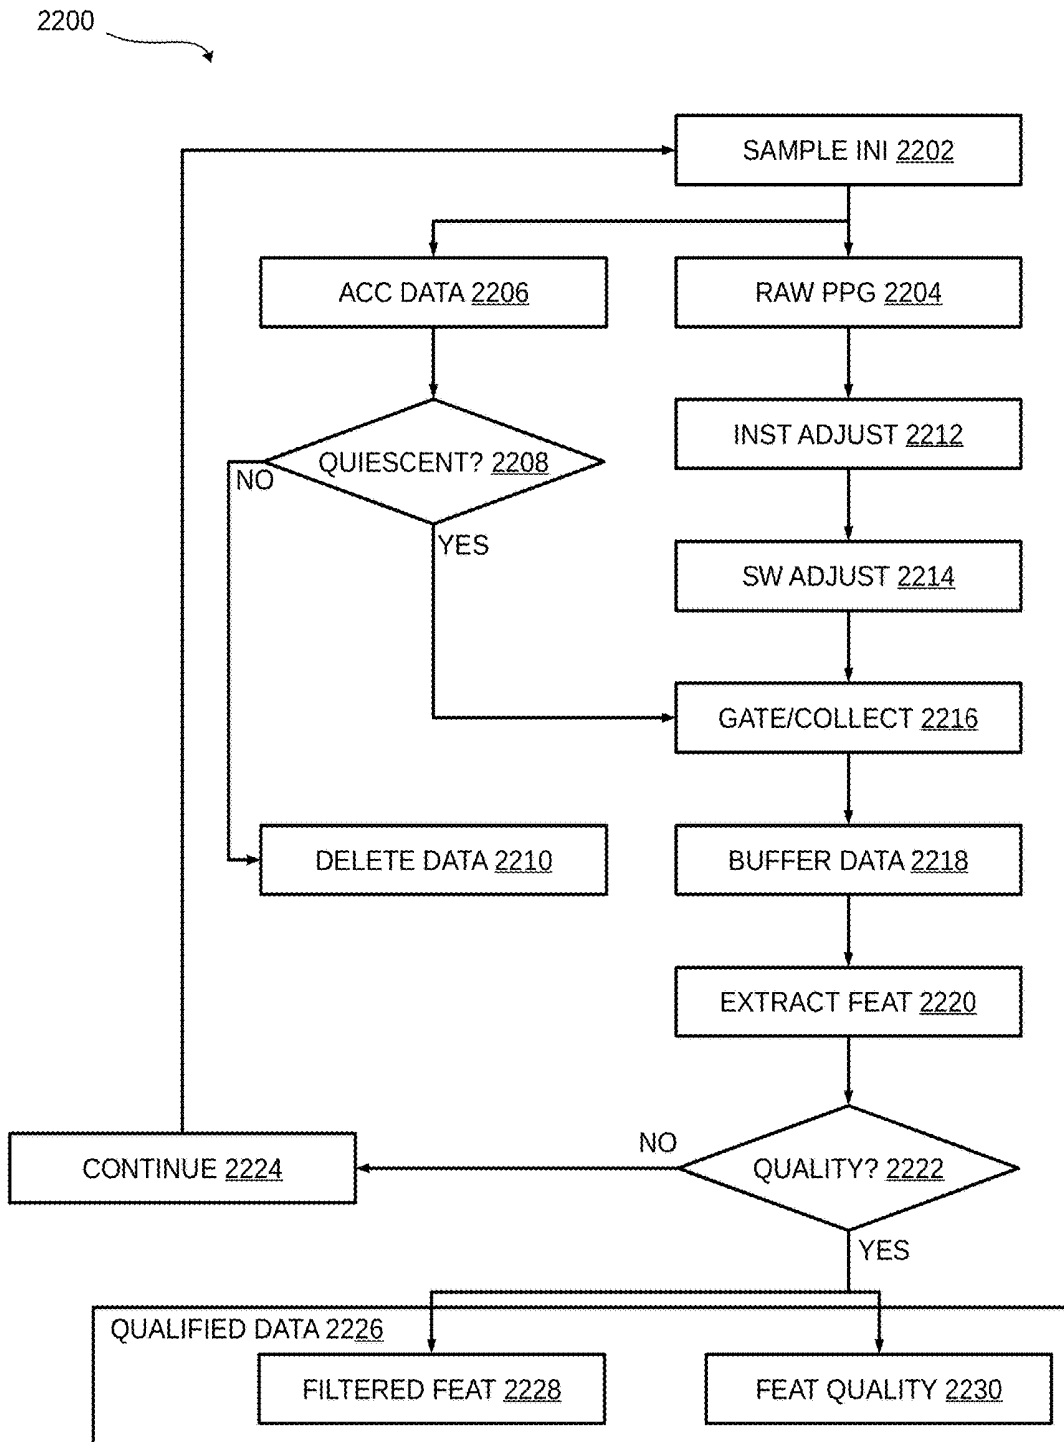 2200
SAMPLE INI 2202
ACC DATA 2206
RAW PPG 2204
INST ADJUST 2212
QUIESCENT? 2208
NO
YES
SW ADJUST 2214
GATE/COLLECT 2216
DELETE DATA 2210
BUFFER DATA 2218
EXTRACT FEAT 2220
NO
CONTINUE 2224
QUALITY? 2222
YES
QUALIFIED DATA 2226
FILTERED FEAT 2228
FEAT QUALITY 2230